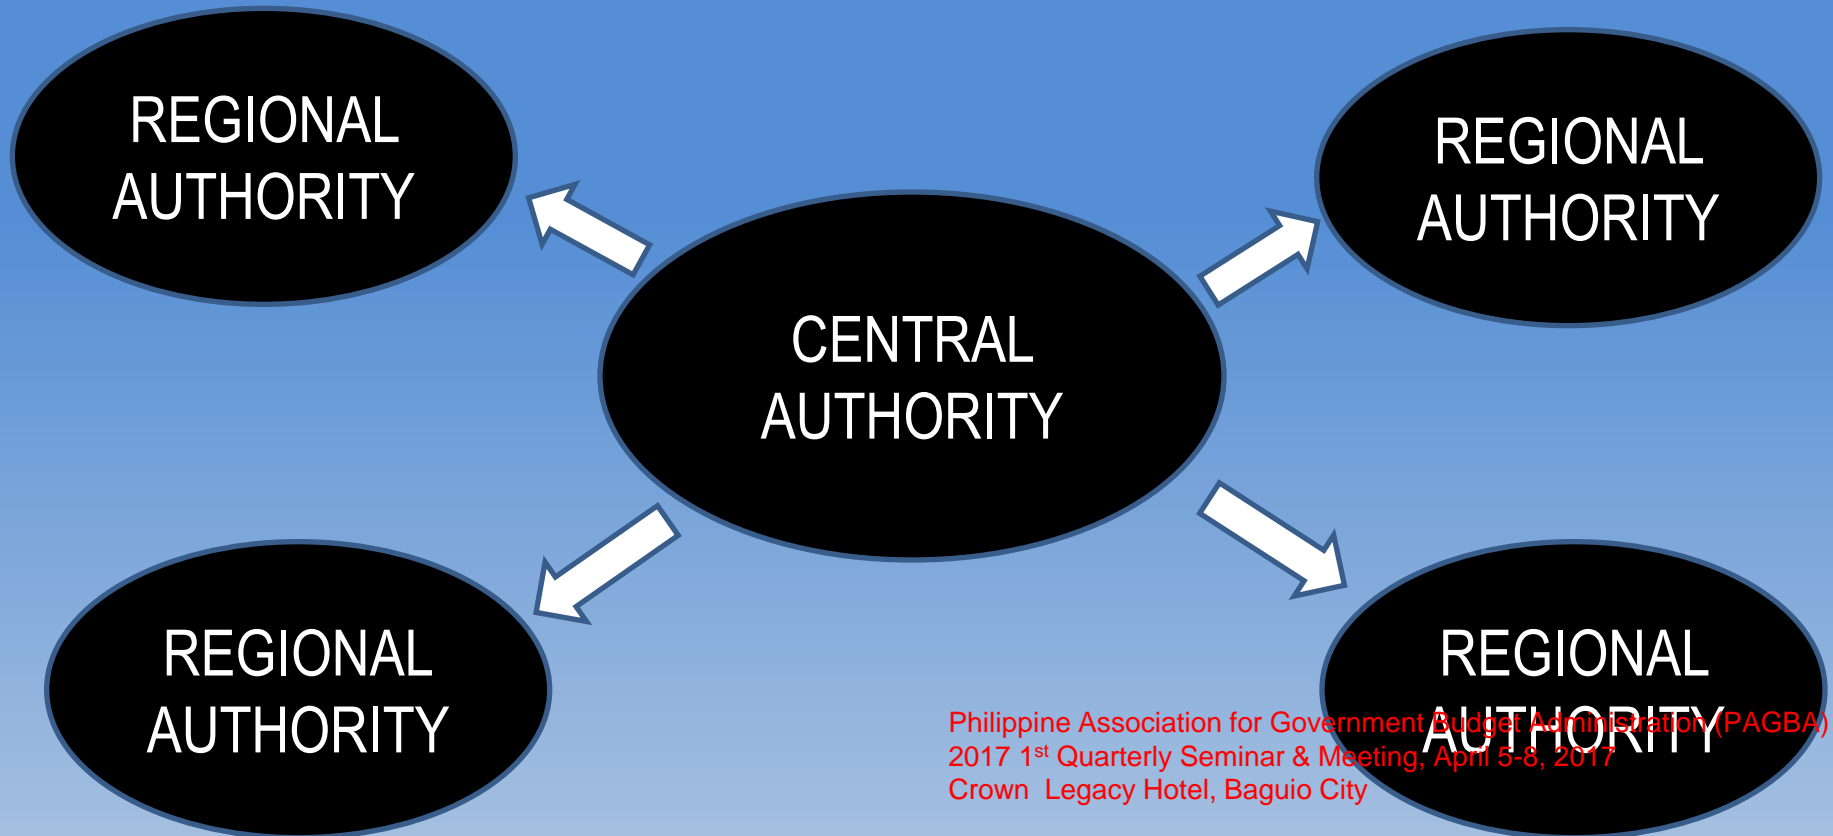 REGIONAL
AUTHORITY
REGIONAL
AUTHORITY
CENTRAL
AUTHORITY
REGIONAL
AUTHORITY
REGIONAL
AUTHORITY
Philippine Association for Government Budget Administration (PAGBA)
2017 1st Quarterly Seminar & Meeting, April 5-8, 2017
Crown Legacy Hotel, Baguio City